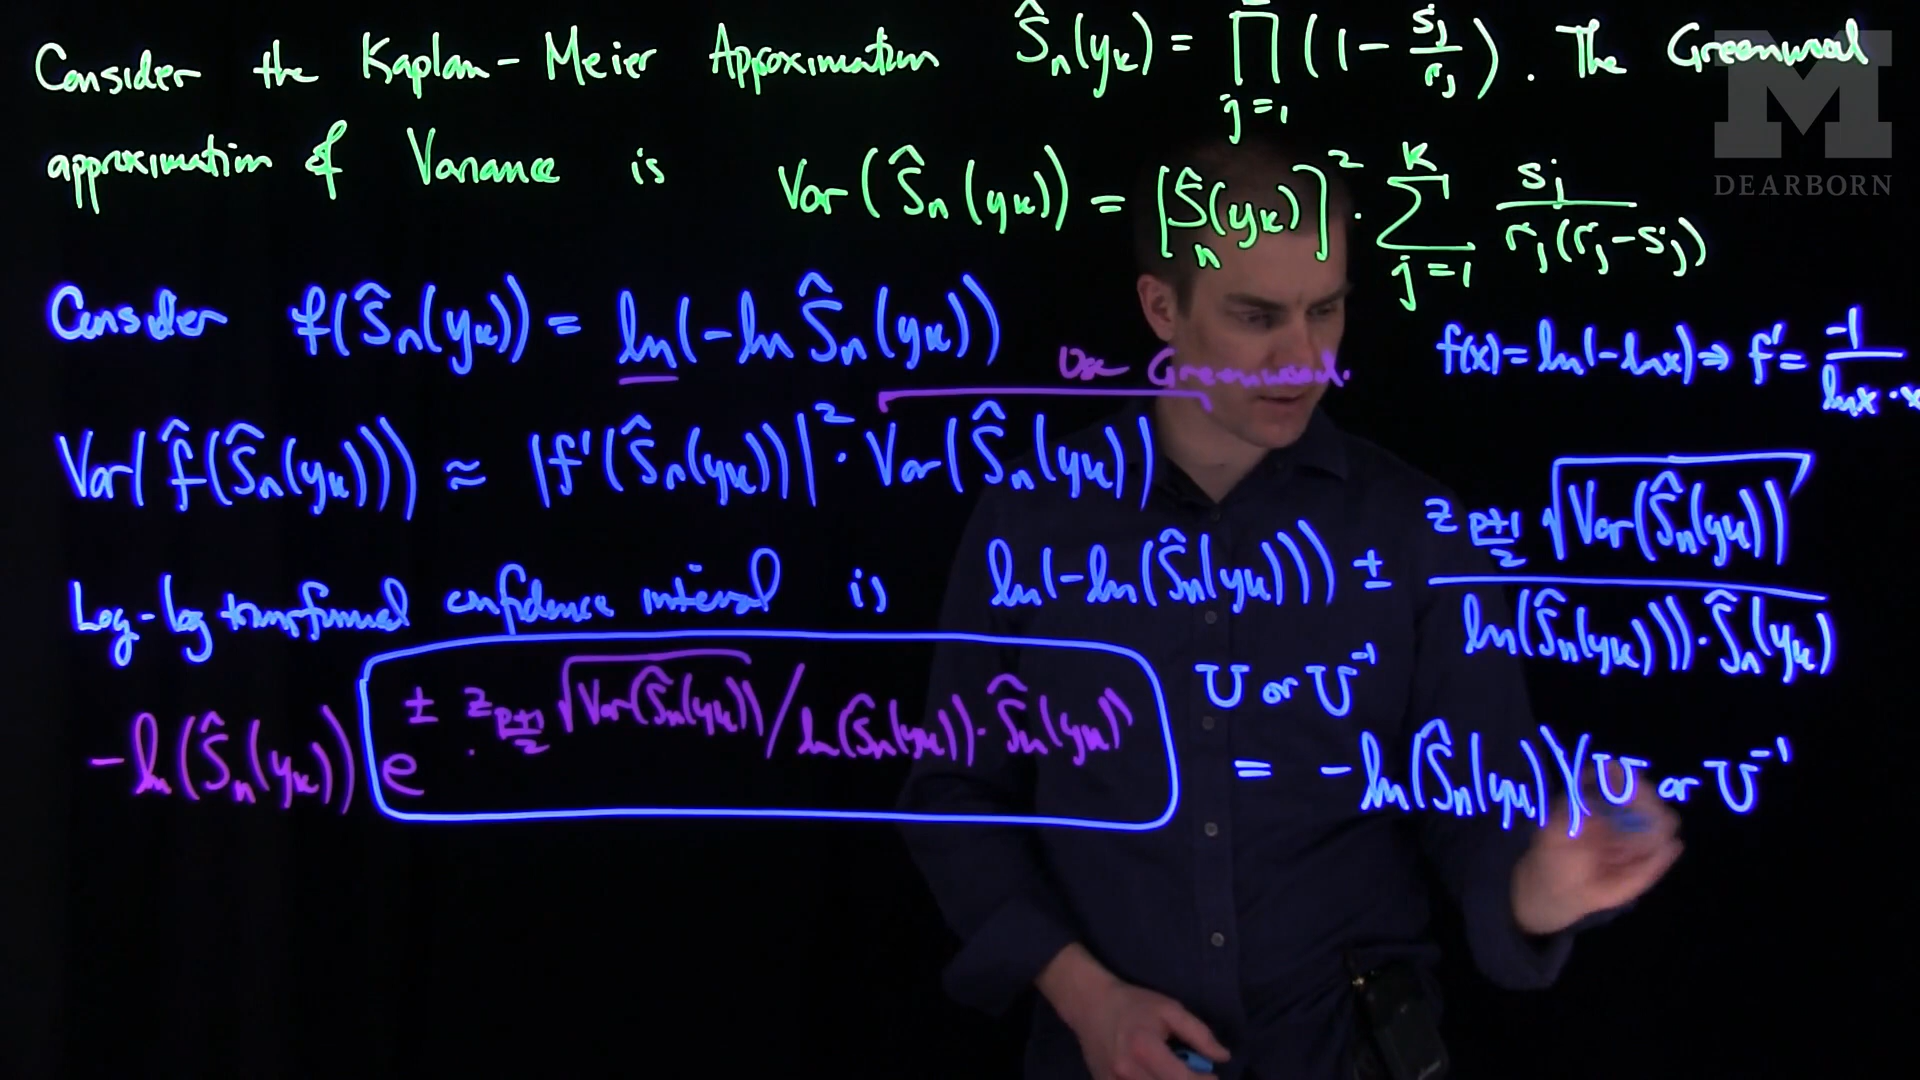 Consider the Kaplan-Meier Approximation Ŝn(yk) = ∏ j=1 (1 - sj/rj). The Greenwood
approximation of Variance is Var(Ŝn(yk)) = [Ŝn(yk)]² · ∑ j=1 k sj / rj(rj-sj)
Consider f(Ŝn(yk)) = ln(-ln Ŝn(yk))
f(x) = ln(-lnx) ⇒ f' = -1 / lnx · x
Use Greenwood.
Var(f̂(Ŝn(yk))) ≈ |f'(Ŝn(yk))|² · Var(Ŝn(yk))
Log-log transformed confidence interval is ln(-ln(Ŝn(yk))) ± z p+1/2 √Var(Ŝn(yk)) / ln(Ŝn(yk))) · Ŝn(yk)
-ln(Ŝn(yk)) e ± z p+1/2 √Var(Ŝn(yk)) / ln(Ŝn(yk)) · Ŝn(yk) U or U⁻¹
= -ln(Ŝn(yk))(U or U⁻¹
M
DEARBORN